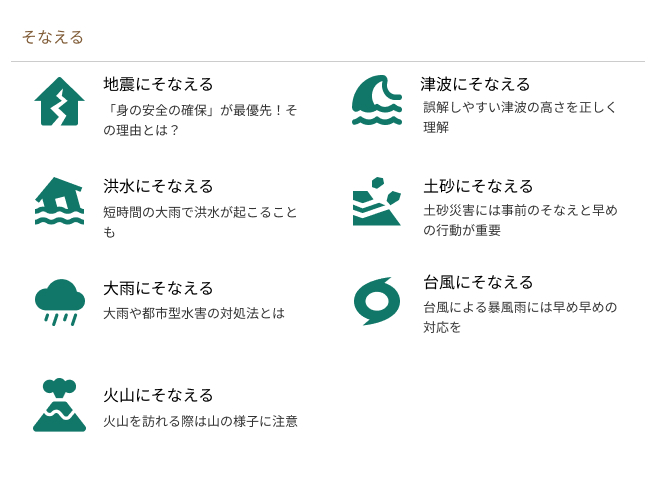 そなえる
地震にそなえる
「身の安全の確保」が最優先！そ
の理由とは？
津波にそなえる
誤解しやすい津波の高さを正しく
理解
洪水にそなえる
短時間の大雨で洪水が起こること
も
土砂にそなえる
土砂災害には事前のそなえと早め
の行動が重要
大雨にそなえる
大雨や都市型水害の対処法とは
台風にそなえる
台風による暴風雨には早め早めの
対応を
火山にそなえる
火山を訪れる際は山の様子に注意